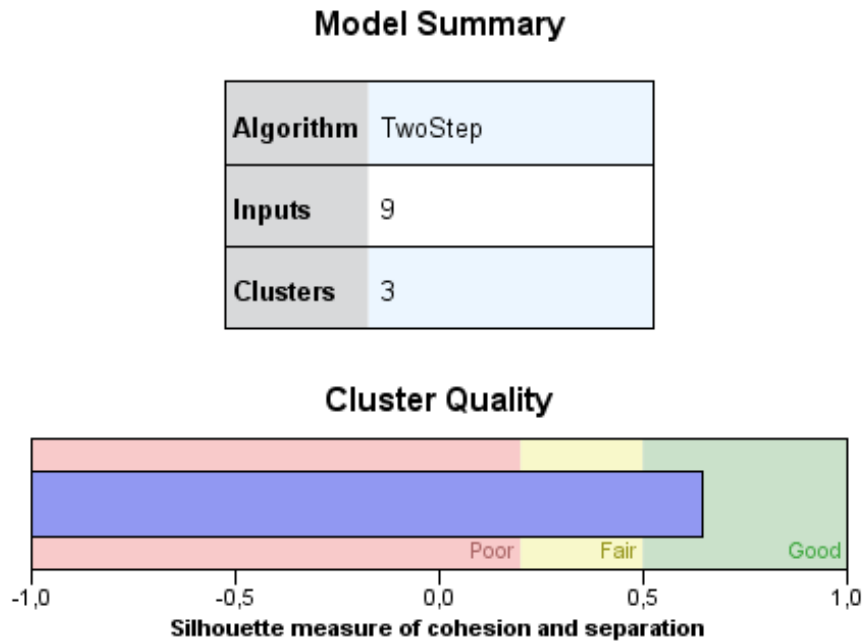 Model Summary
Algorithm TwoStep
Inputs 9
Clusters 3
Cluster Quality
Poor Fair Good
-1,0 -0,5 0,0 0,5 1,0
Silhouette measure of cohesion and separation